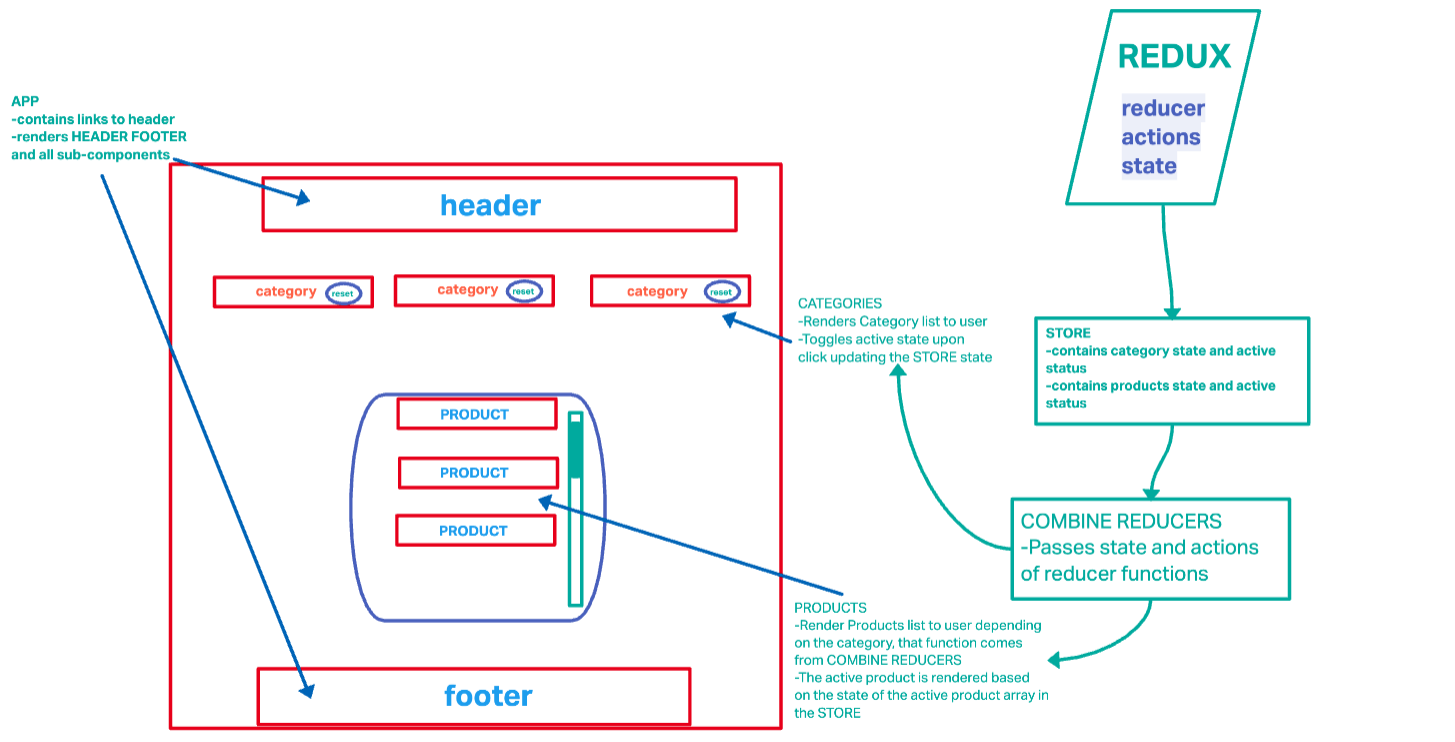 APP
-contains links to header
-renders HEADER FOOTER
and all sub-components
header
category reset
category reset
category reset
PRODUCT
PRODUCT
PRODUCT
footer
CATEGORIES
-Renders Category list to user
-Toggles active state upon
click updating the STORE state
PRODUCTS
-Render Products list to user depending
on the category, that function comes
from COMBINE REDUCERS
-The active product is rendered based
on the state of the active product array in
the STORE
REDUX
reducer
actions
state
STORE
-contains category state and active
status
-contains products state and active
status
COMBINE REDUCERS
-Passes state and actions
of reducer functions